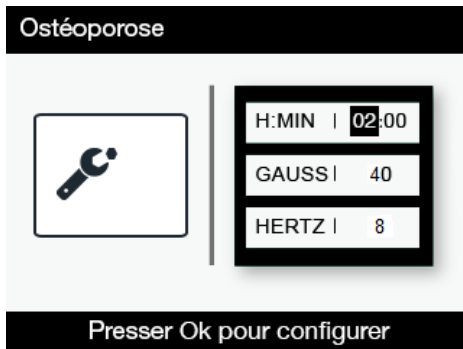 Ostéoporose
H:MIN | 02:00
GAUSS | 40
HERTZ | 8
Presser Ok pour configurer